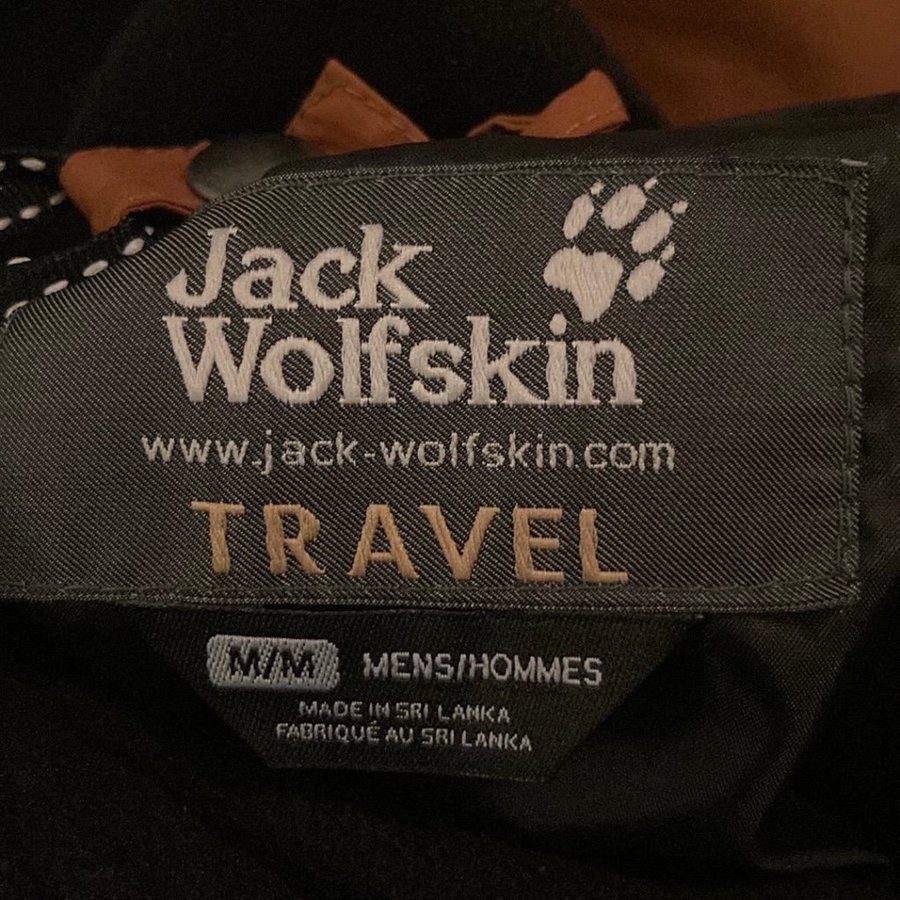 Jack
Wolfskin
www.jack-wolfskin.com
TRAVEL
M/M MENS/HOMMES
MADE IN SRI LANKA
FABRIQUÉ AU SRI LANKA